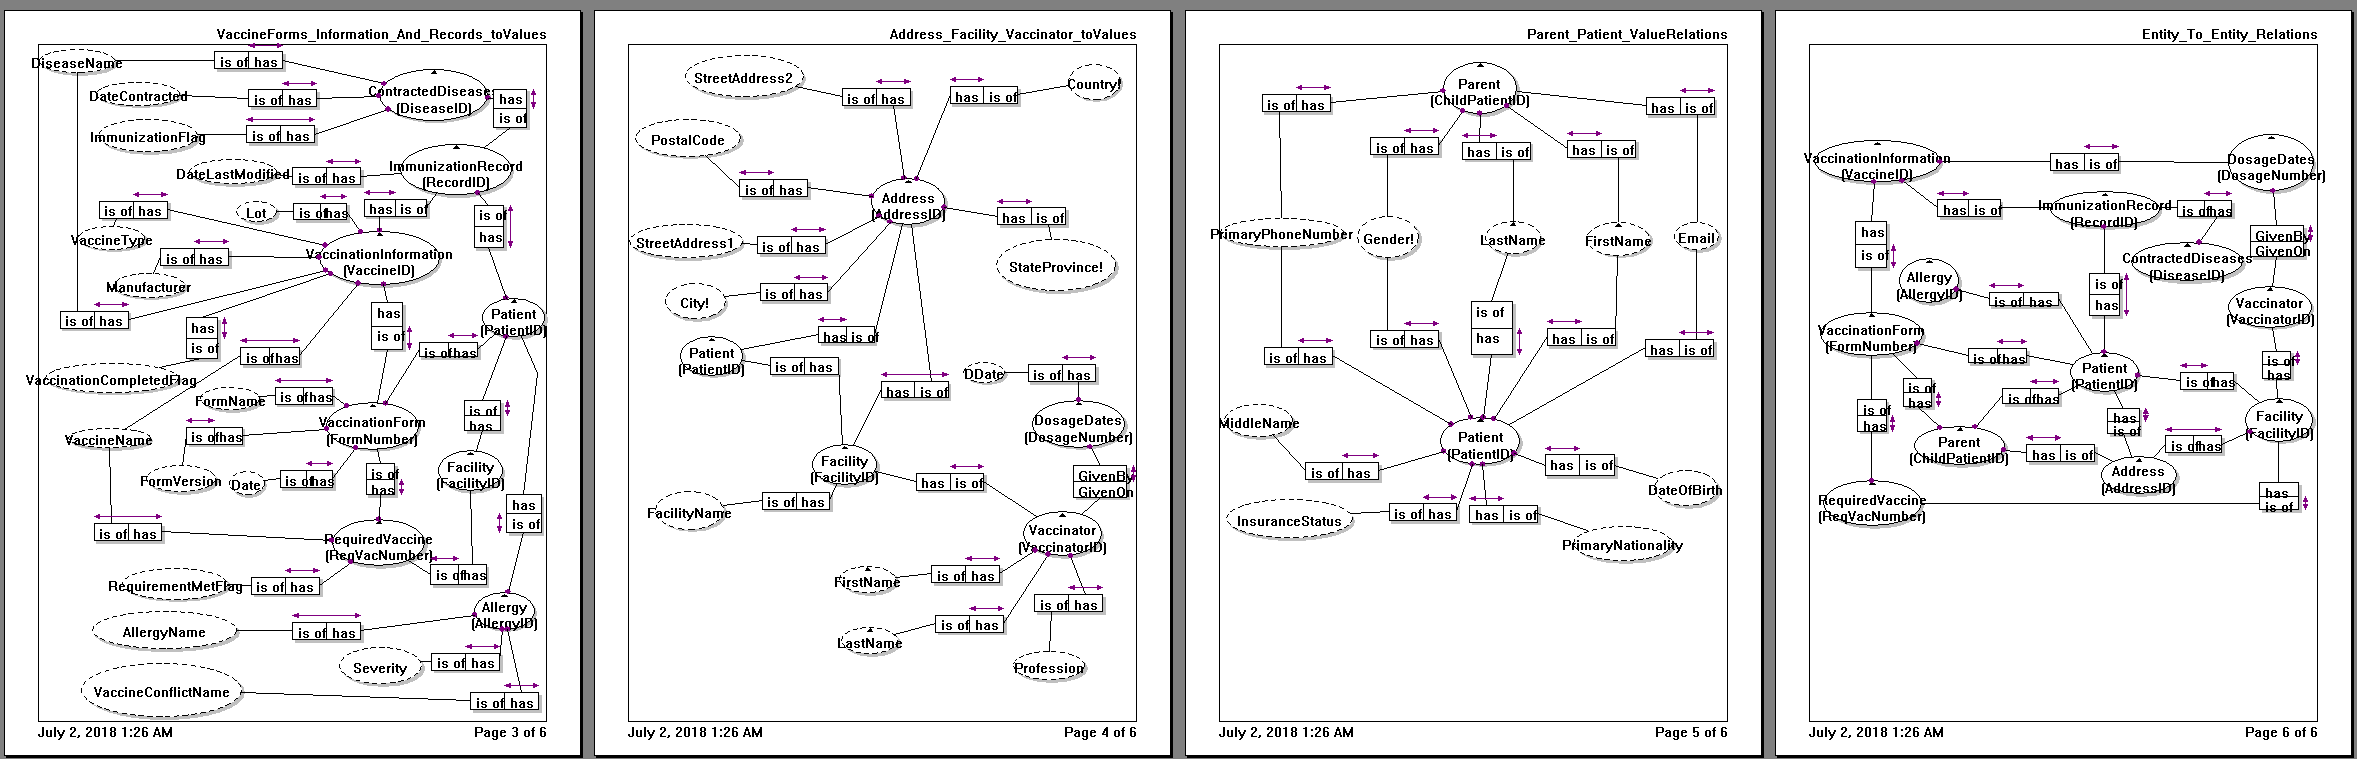 VaccineForms_Information_And_Records_toValues
DiseaseName
is of has
DateContracted
is of has
ContractedDiseases
(DiseaseID)
has
is of
ImmunizationFlag
is of has
DateLastModified
is of has
ImmunizationRecord
(RecordID)
is of has
VaccineType
Lot
is of has
has is of
is of
has
Manufacturer
is of has
VaccinationInformation
(VaccineID)
is of has
has
is of
has
is of
Patient
(PatientID)
is of has
is of has
VaccinationCompletedFlag
FormName
is of has
VaccinationForm
(FormNumber)
is of
has
VaccineName
is of has
FormVersion
Date
is of has
is of
has
Facility
(FacilityID)
has
is of
is of has
RequiredVaccine
(ReqVacNumber)
is of has
RequirementMetFlag
is of has
Allergy
(AllergyID)
AllergyName
is of has
Severity
is of has
VaccineConflictName
is of has
July 2, 2018 1:26 AM
Page 3 of 6
Address_Facility_Vaccinator_toValues
StreetAddress2
is of has
has is of
Country!
PostalCode
is of has
Address
(AddressID)
has is of
StreetAddress1
is of has
StateProvince!
City!
is of has
Patient
(PatientID)
has is of
has is of
has is of
DDate
is of has
DosageDates
(DosageNumber)
Facility
(FacilityID)
has is of
GivenBy
GivenOn
FacilityName
is of has
Vaccinator
(VaccinatorID)
FirstName
is of has
is of has
LastName
is of has
Profession
July 2, 2018 1:26 AM
Page 4 of 6
Parent_Patient_ValueRelations
Parent
(ChildPatientID)
is of has
has is of
is of has
has is of
has is of
PrimaryPhoneNumber
Gender!
LastName
FirstName
Email
is of
has
is of has
is of has
has is of
has is of
MiddleName
Patient
(PatientID)
is of has
has is of
DateOfBirth
InsuranceStatus
is of has
has is of
PrimaryNationality
July 2, 2018 1:26 AM
Page 5 of 6
Entity_To_Entity_Relations
VaccinationInformation
(VaccineID)
has is of
DosageDates
(DosageNumber)
has is of
ImmunizationRecord
(RecordID)
is of has
has
is of
GivenBy
GivenOn
ContractedDiseases
(DiseaseID)
Allergy
(AllergyID)
is of has
is of
has
Vaccinator
(VaccinatorID)
VaccinationForm
(FormNumber)
is of has
Patient
(PatientID)
is of
has
is of
has
is of has
is of has
is of
has
has
is of
Facility
(FacilityID)
Parent
(ChildPatientID)
has is of
is of has
Address
(AddressID)
RequiredVaccine
(ReqVacNumber)
has
is of
July 2, 2018 1:26 AM
Page 6 of 6